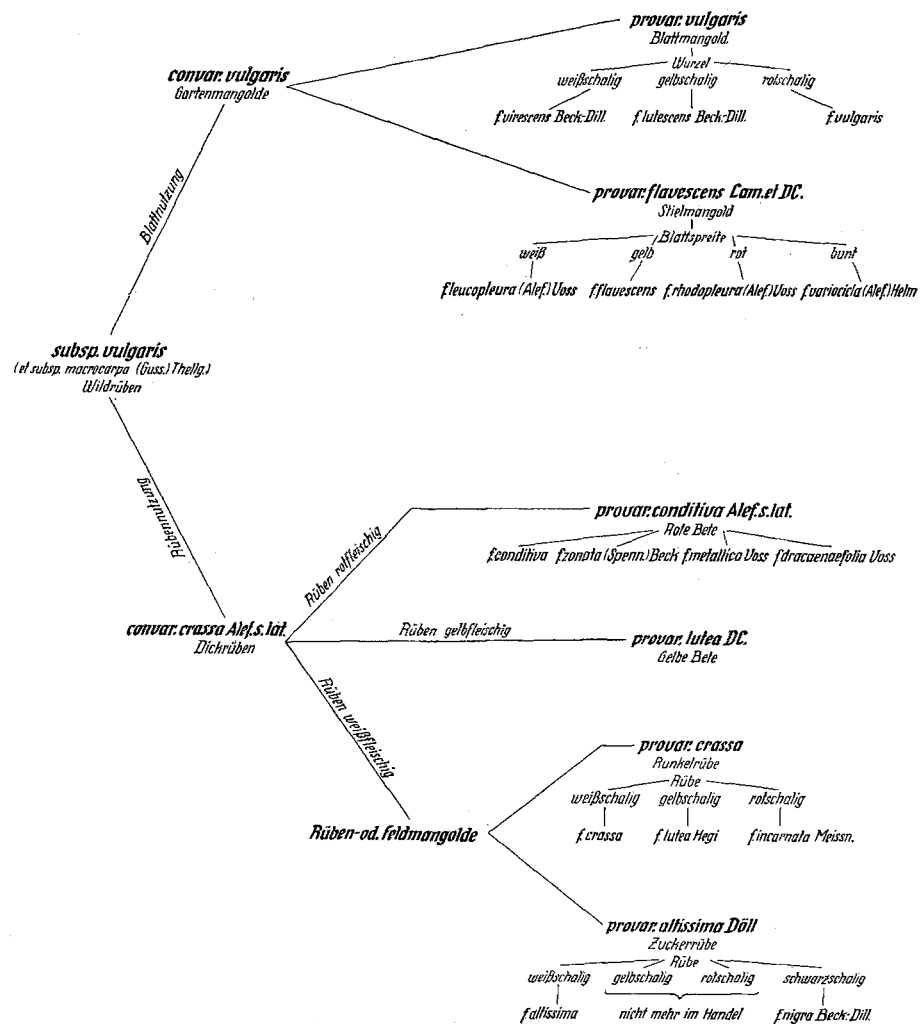 provar. vulgaris
Blattmangold.
Wurzel
weißschalig gelbschalig rotschalig
f.virescens Beck-Dill. f.lutescens Beck-Dill. f.vulgaris
convar. vulgaris
Gartenmangolde
Blattnutzung
provar. flavescens Lam.et DC.
Stielmangold
Blattspreite
weiß gelb rot bunt
f.leucopleura (Alef.) Voss f.flavescens f.rhodopleura (Alef.) Voss f.variocicla (Alef.) Helm
subsp. vulgaris
(et subsp. macrocarpa (Guss.) Thellg.)
Wildrüben
Rübennutzung
provar. conditiva Alef.s.lat.
Rote Bete
f.conditiva f.zonata (Spenn.) Beck f.metallica Voss f.dracaenaefolia Voss
Rüben rotfleischig
convar. crassa Alef.s.lat.
Dickrüben
Rüben gelbfleischig
provar. lutea DC.
Gelbe Bete
Rüben weißfleischig
provar. crassa
Runkelrübe
Rübe
weißschalig gelbschalig rotschalig
f.crassa f.lutea Hegi f.incarnata Meissn.
Rüben-od. Feldmangolde
provar. altissima Döll
Zuckerrübe
Rübe
weißschalig gelbschalig rotschalig schwarzschalig
f.altissima nicht mehr im Handel f.nigra Beck-Dill.